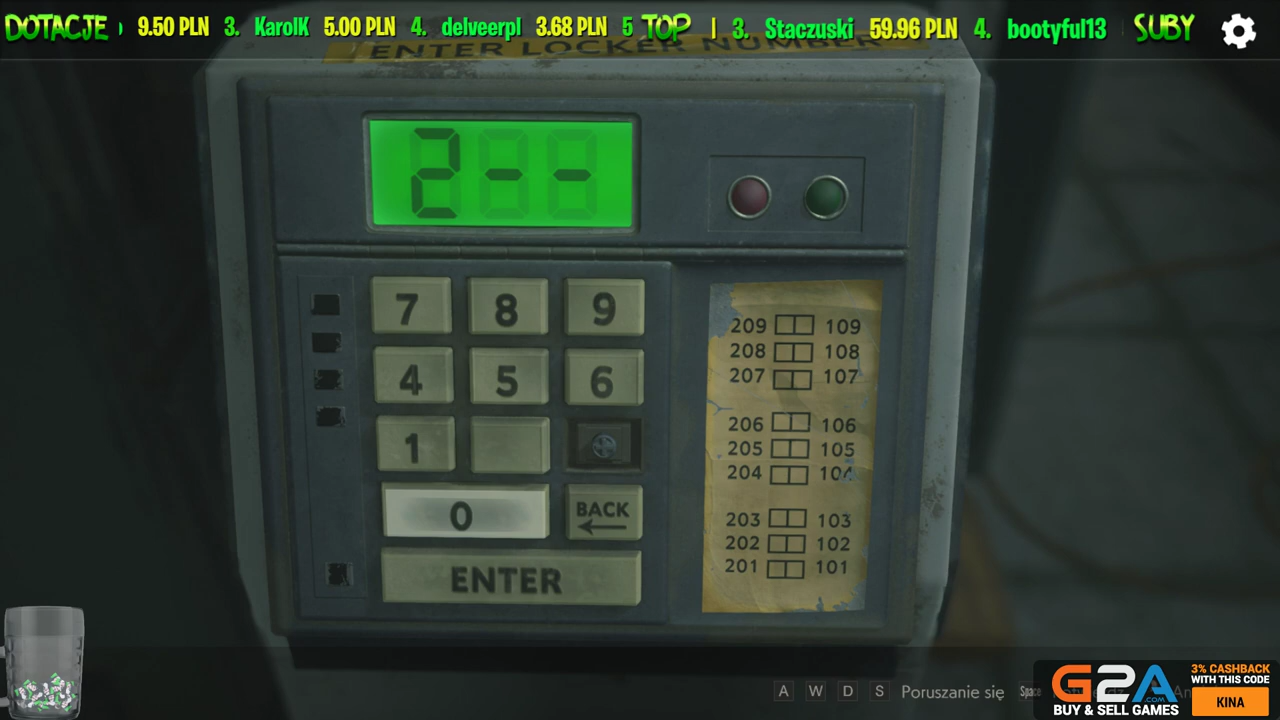 DOTACJE 9.50 PLN 3. KarolK 5.00 PLN 4. delveerpl 3.68 PLN 5 TOP | 3. Staczuski 59.96 PLN 4. bootyful13 SUBY
ENTER LOCKER NUMBER
2--
7 8 9
4 5 6
1
0 BACK
ENTER
209 109
208 108
207 107
206 106
205 105
204 104
203 103
202 102
201 101
A W D S Poruszanie się Space
G2A.COM
BUY & SELL GAMES
3% CASHBACK
WITH THIS CODE
KINA